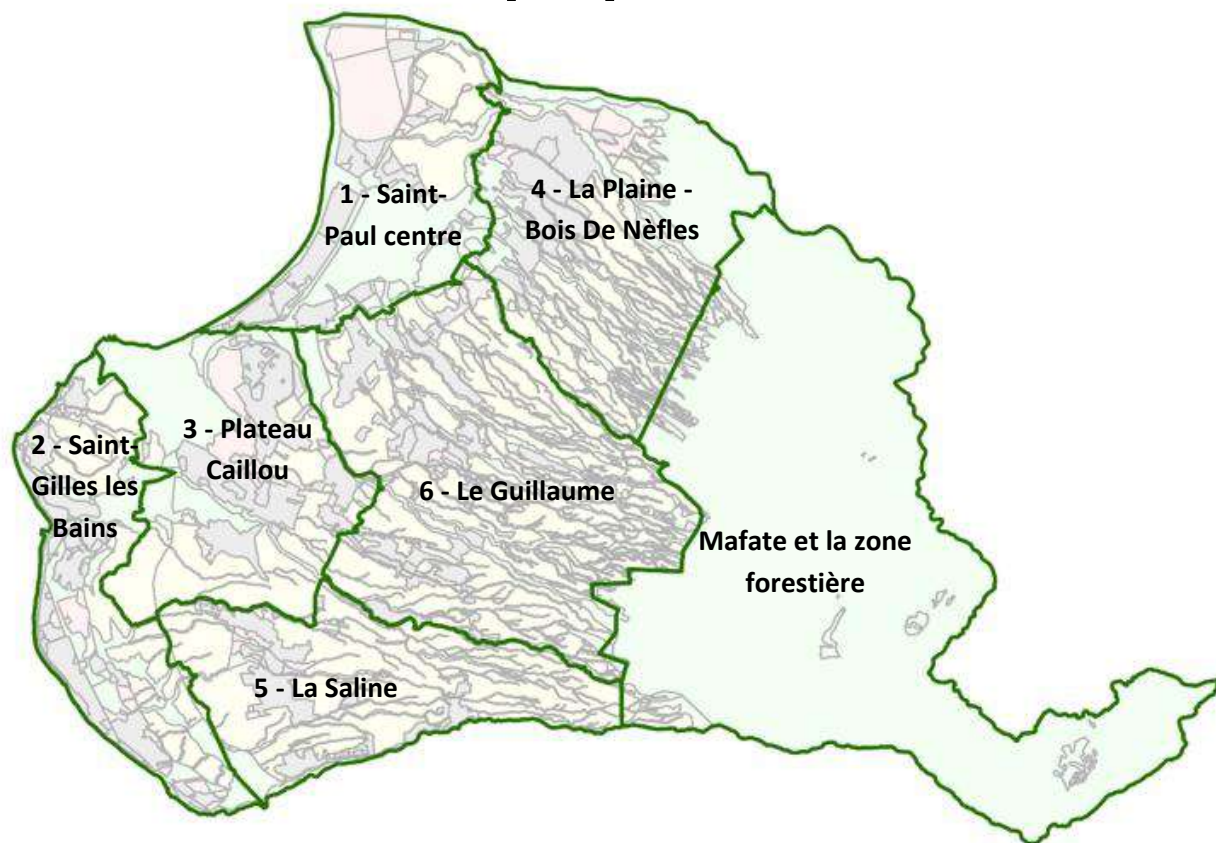 1 - Saint-
Paul centre
4 - La Plaine -
Bois De Nèfles
2 - Saint-
Gilles les
Bains
3 - Plateau
Caillou
6 - Le Guillaume
Mafate et la zone
forestière
5 - La Saline